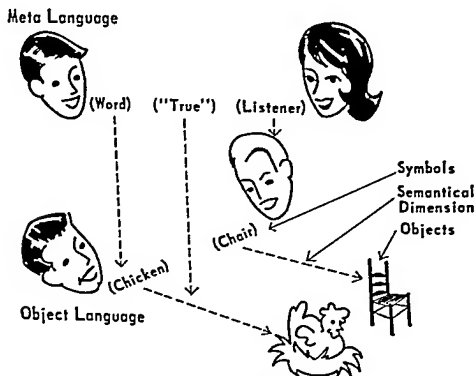 Meta Language
(Word) ("True") (Listener)
Symbols
Semantical
Dimension
Objects
(Chair)
(Chicken)
Object Language